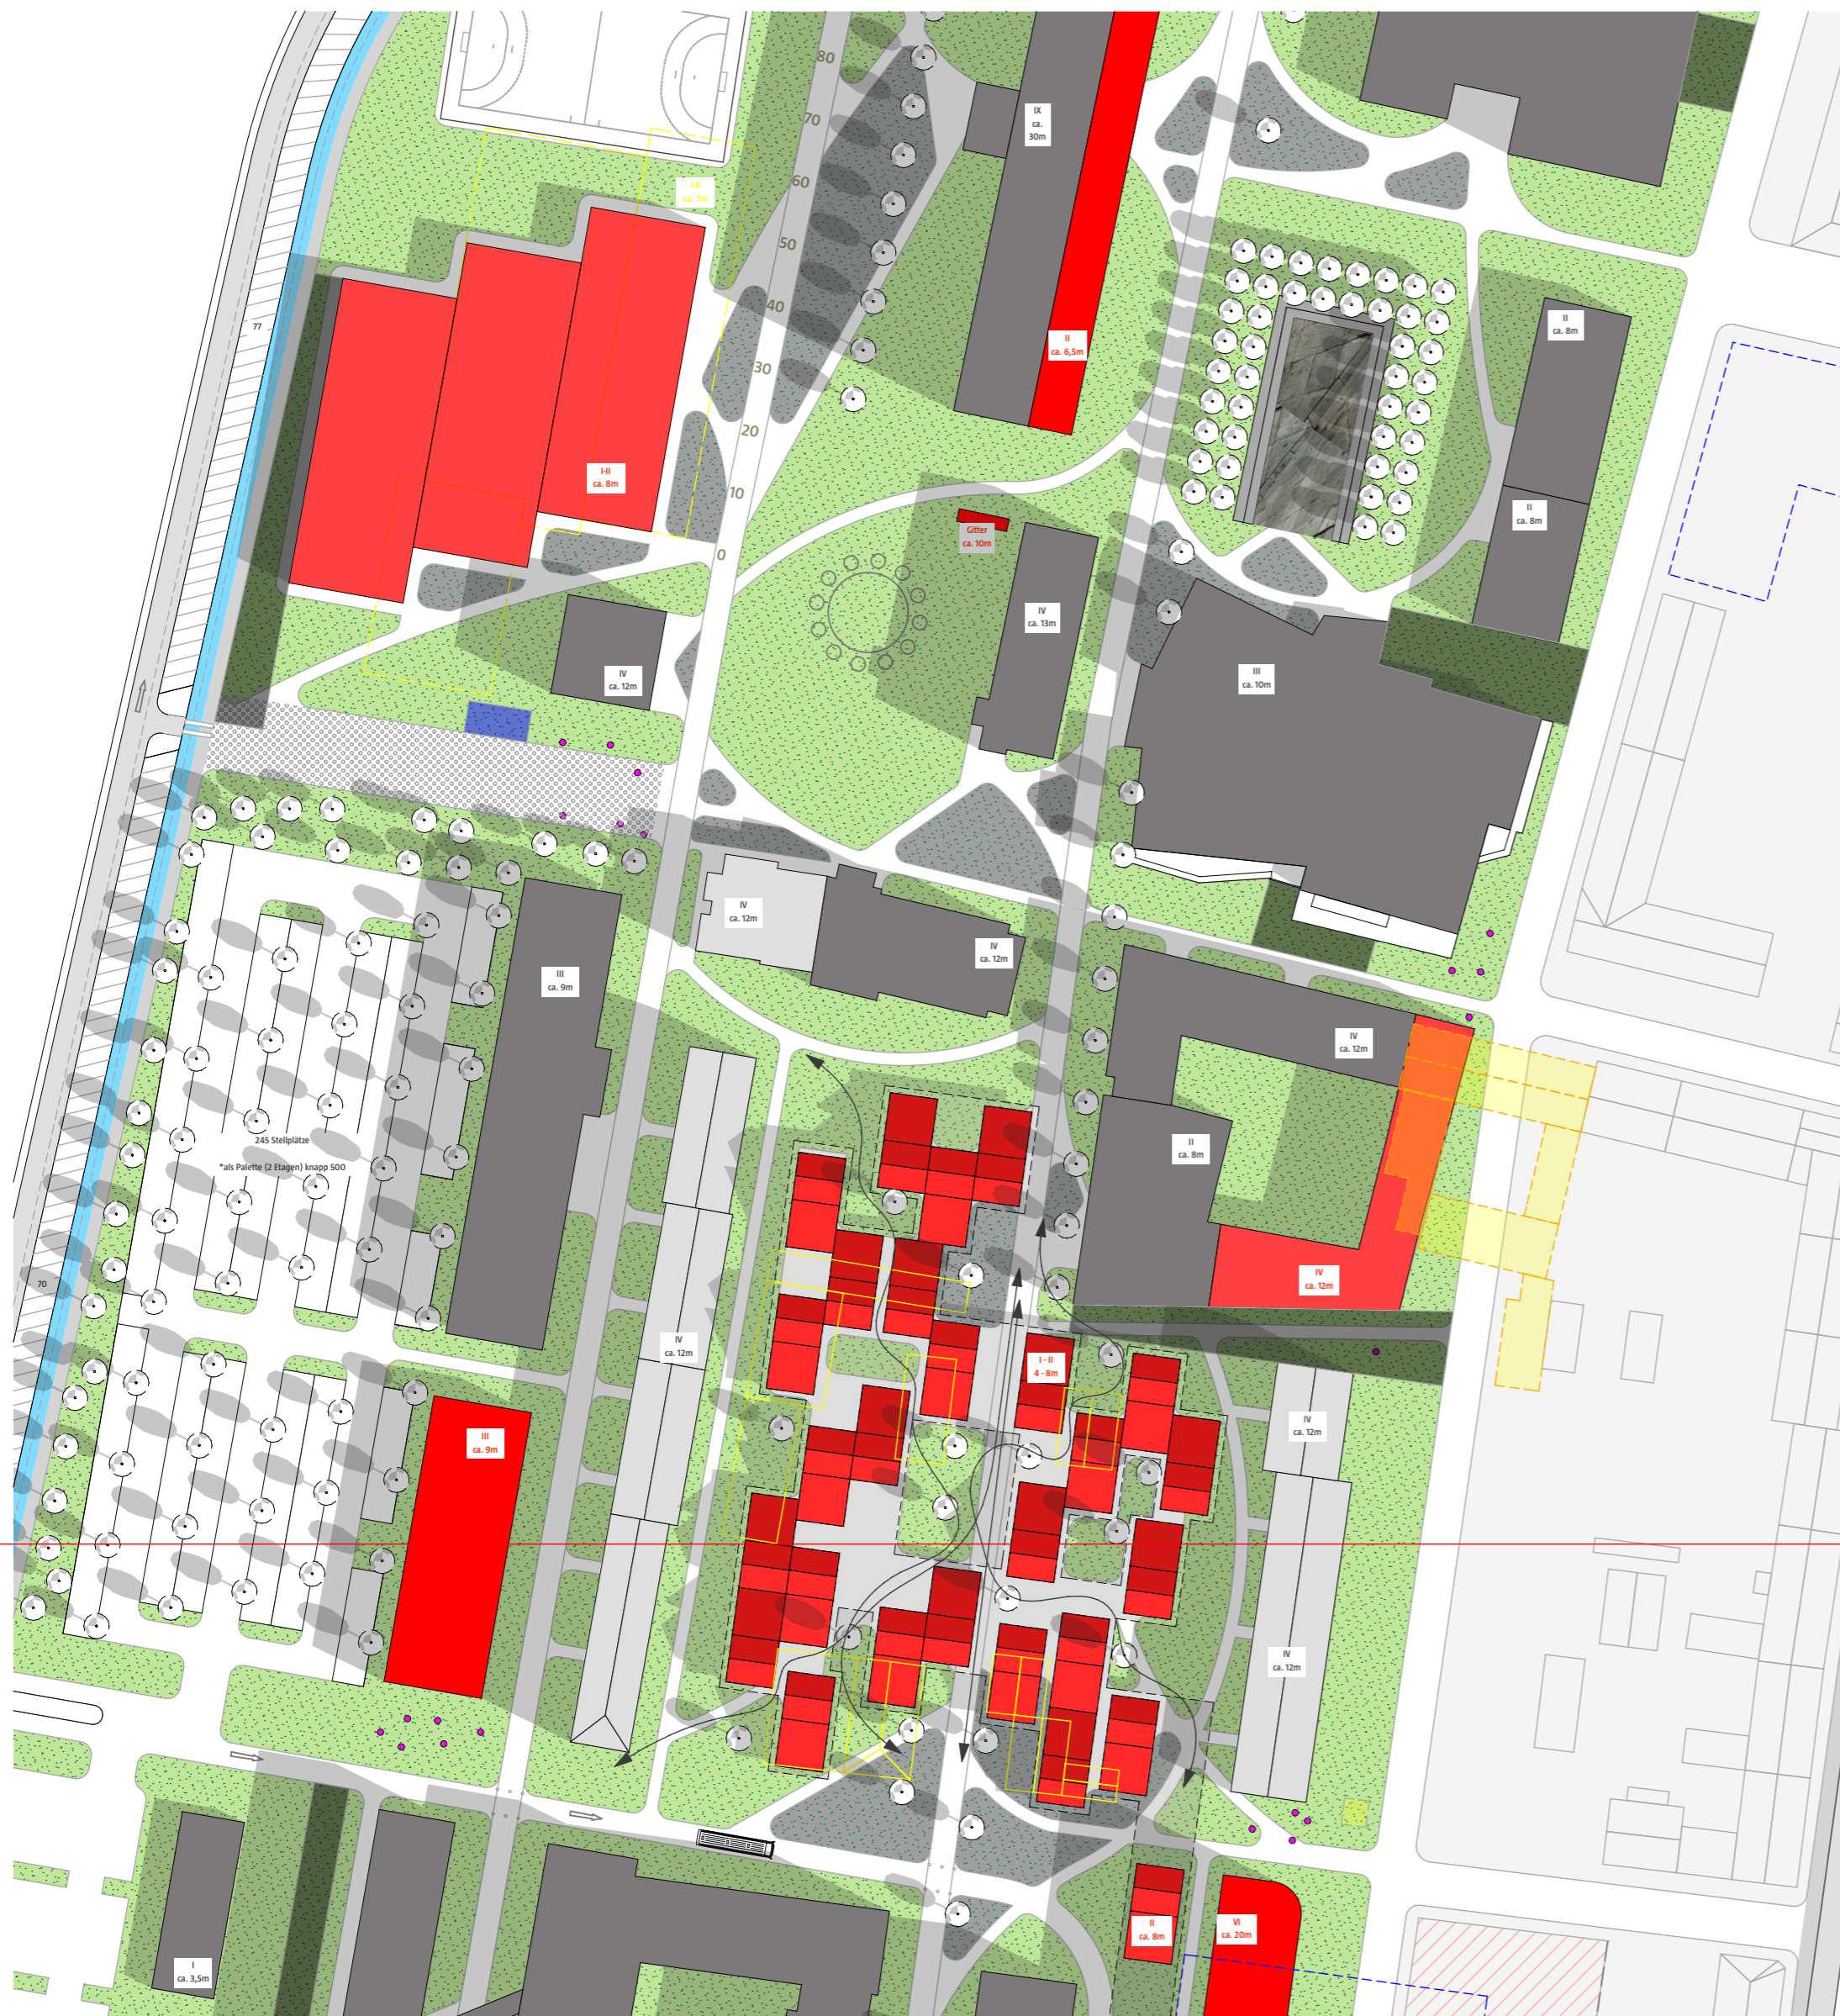 80
IX
ca.
30m
70
I-II
ca. 7m
60
50
77
40
II
ca. 8m
II
ca. 6,5m
30
20
I-II
ca. 8m
10
II
ca. 8m
Gitter
ca. 10m
0
IV
ca. 13m
IV
ca. 12m
III
ca. 10m
IV
ca. 12m
IV
ca. 12m
III
ca. 9m
IV
ca. 12m
245 Stellplätze
*als Palette (2 Etagen) knapp 500
II
ca. 8m
70
IV
ca. 12m
IV
ca. 12m
I - II
4 - 8m
IV
ca. 12m
III
ca. 9m
IV
ca. 12m
II
ca. 8m
VI
ca. 20m
I
ca. 3,5m